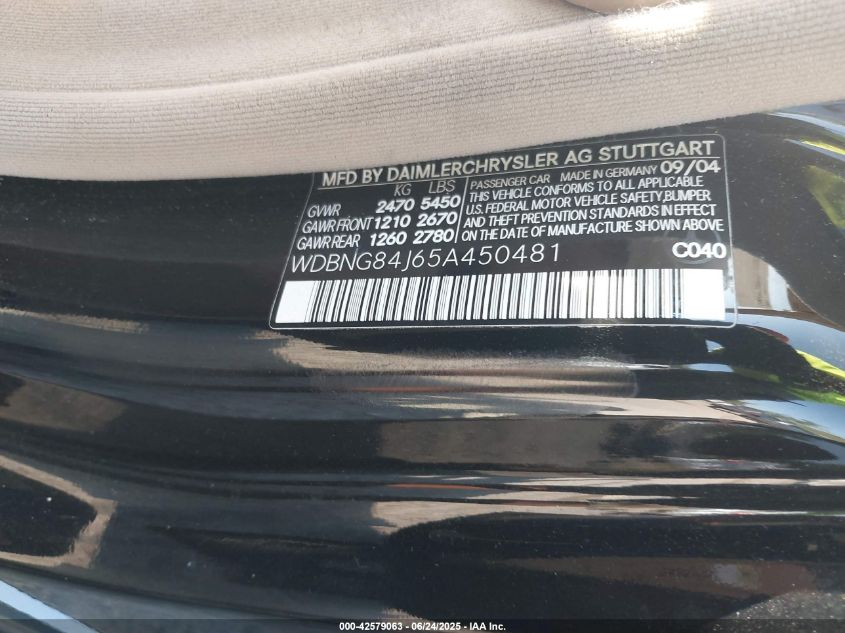 MFD BY DAIMLERCHRYSLER AG STUTTGART
KG LBS
GVWR 2470 5450
GAWR FRONT 1210 2670
GAWR REAR 1260 2780
PASSENGER CAR MADE IN GERMANY 09/04
THIS VEHICLE CONFORMS TO ALL APPLICABLE
U.S. FEDERAL MOTOR VEHICLE SAFETY, BUMPER
AND THEFT PREVENTION STANDARDS IN EFFECT
ON THE DATE OF MANUFACTURE SHOWN ABOVE
WDBNG84J65A450481
C040
000-42579063 - 06/24/2025 - IAA Inc.